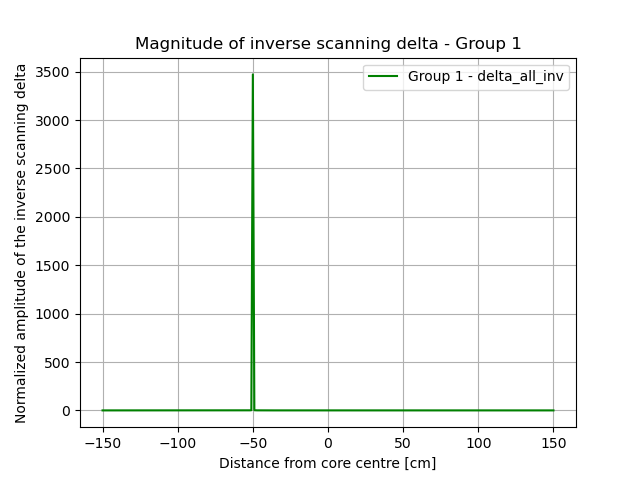 Magnitude of inverse scanning delta - Group 1
Group 1 - delta_all_inv
Normalized amplitude of the inverse scanning delta
3500
3000
2500
2000
1500
1000
500
0
−150 −100 −50 0 50 100 150
Distance from core centre [cm]